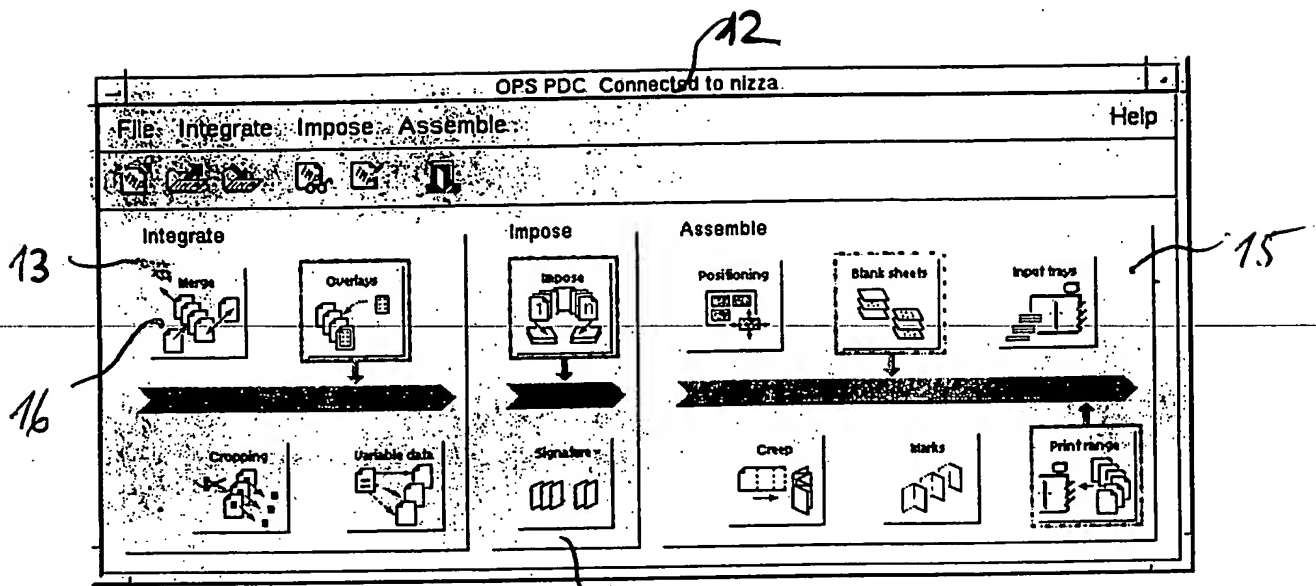 12
OPS PDC Connected to nizza
File Integrate Impose Assemble Help
Integrate Impose Assemble
13 15
Merge Overlays Impose Positioning Blank sheets Input trays
1 n
16
Cropping Variable data Signature Creep Marks Print range